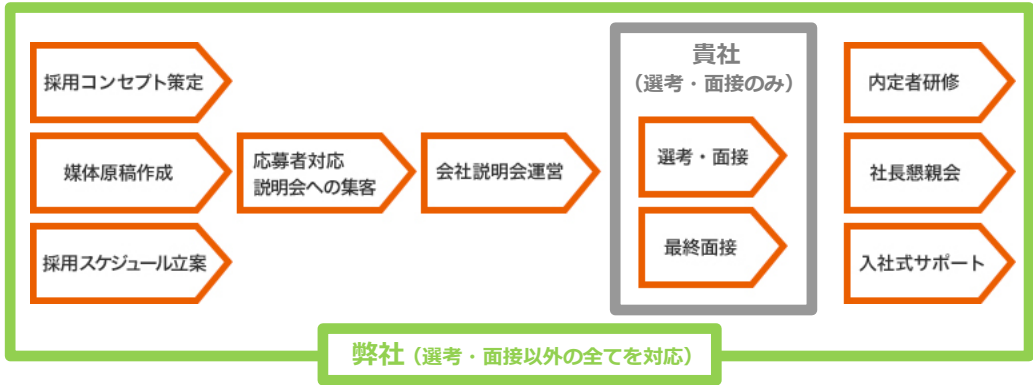 採用コンセプト策定
媒体原稿作成
採用スケジュール立案
応募者対応
説明会への集客
会社説明会運営
貴社
（選考・面接のみ）
選考・面接
最終面接
内定者研修
社長懇親会
入社式サポート
弊社（選考・面接以外の全てを対応）